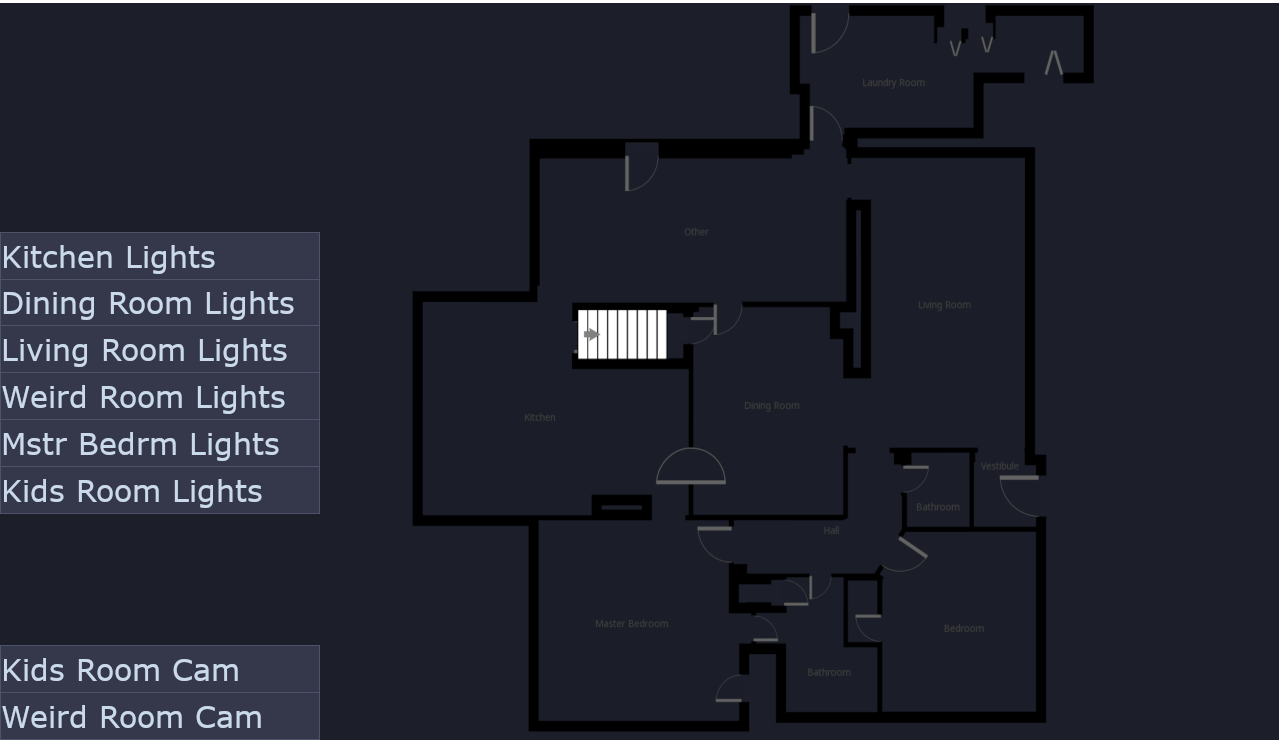 Kitchen Lights
Dining Room Lights
Living Room Lights
Weird Room Lights
Mstr Bedrm Lights
Kids Room Lights
Kids Room Cam
Weird Room Cam
Laundry Room
Other
Living Room
Dining Room
Kitchen
Vestibule
Bathroom
Hall
Master Bedroom
Bedroom
Bathroom